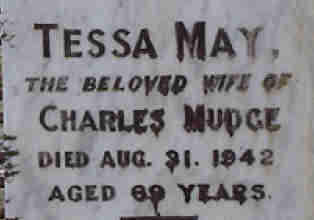 TESSA MAY,
THE BELOVED WIFE OF
CHARLES MUDGE
DIED AUG. 31. 1942
AGED 69 YEARS.